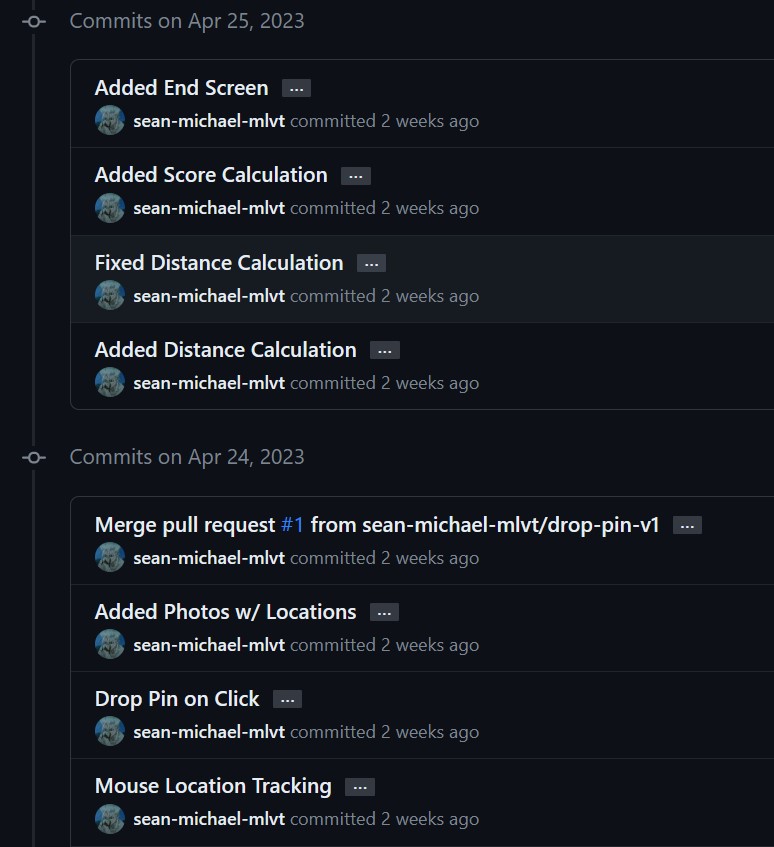 Commits on Apr 25, 2023
Added End Screen ...
sean-michael-mlvt committed 2 weeks ago
Added Score Calculation ...
sean-michael-mlvt committed 2 weeks ago
Fixed Distance Calculation ...
sean-michael-mlvt committed 2 weeks ago
Added Distance Calculation ...
sean-michael-mlvt committed 2 weeks ago
Commits on Apr 24, 2023
Merge pull request #1 from sean-michael-mlvt/drop-pin-v1 ...
sean-michael-mlvt committed 2 weeks ago
Added Photos w/ Locations ...
sean-michael-mlvt committed 2 weeks ago
Drop Pin on Click ...
sean-michael-mlvt committed 2 weeks ago
Mouse Location Tracking ...
sean-michael-mlvt committed 2 weeks ago